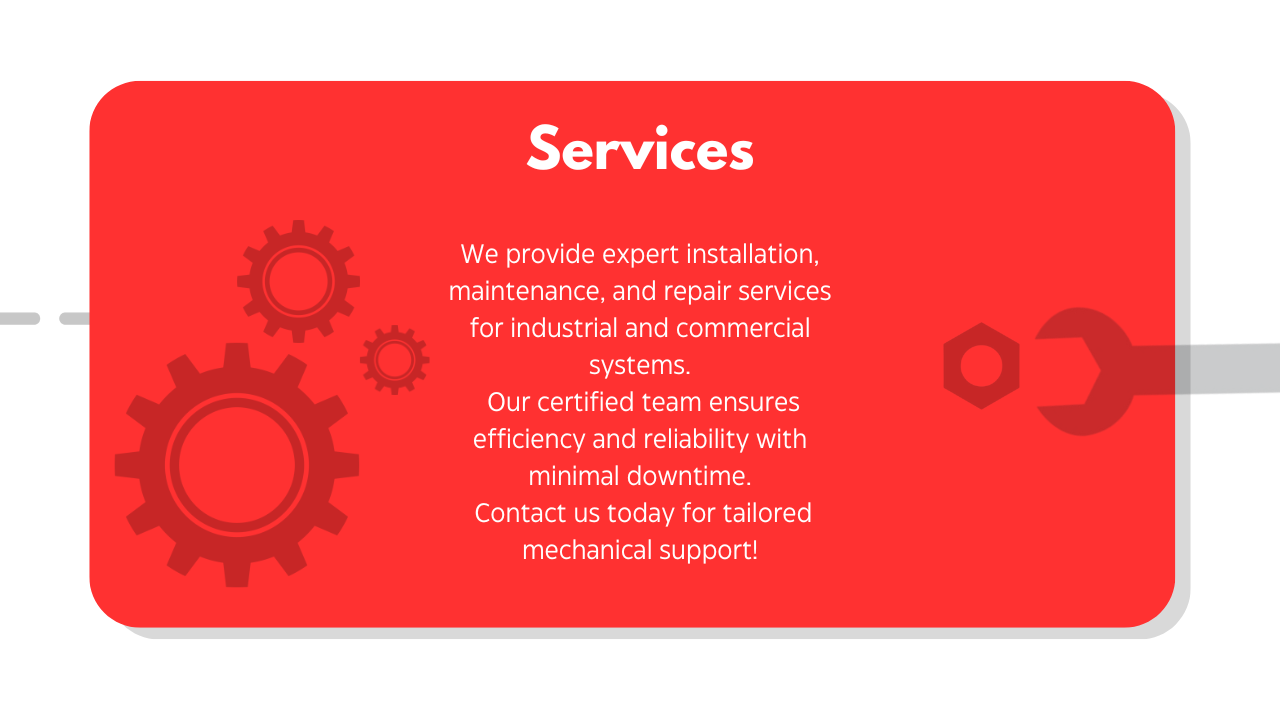 Services
We provide expert installation,
maintenance, and repair services
for industrial and commercial
systems.
Our certified team ensures
efficiency and reliability with
minimal downtime.
Contact us today for tailored
mechanical support!